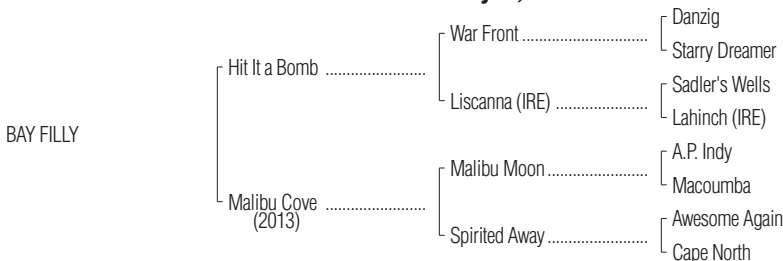 Danzig
War Front ..............................
Starry Dreamer
Hit It a Bomb ........................
Sadler's Wells
Liscanna (IRE) ......................
Lahinch (IRE)
BAY FILLY
A.P. Indy
Malibu Moon ........................
Macoumba
Malibu Cove ........................
(2013)
Awesome Again
Spirited Away ........................
Cape North